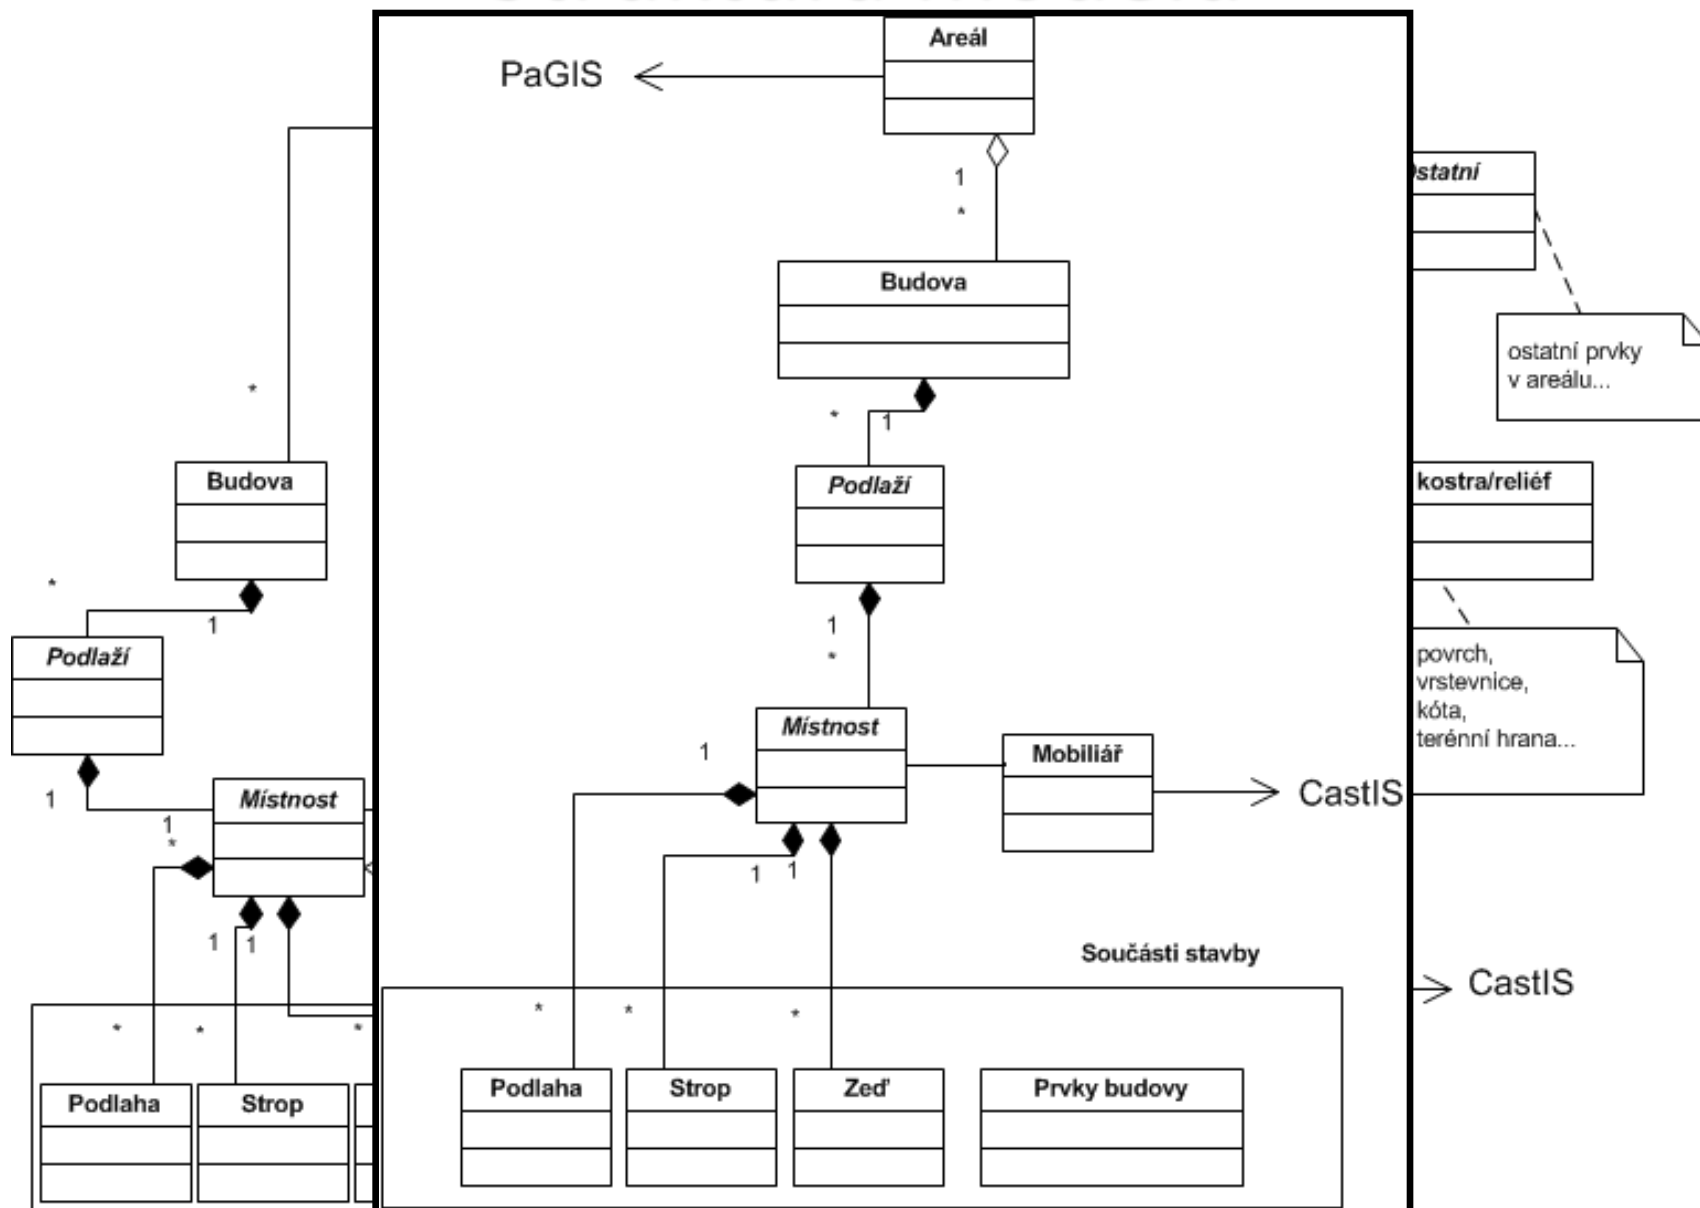 Areál
PaGIS
1
*
Budova
*
1
Podlaží
1
*
Místnost
1
Mobiliář
CastIS
1
1
Součásti stavby
*
*
*
Podlaha
Strop
Zeď
Prvky budovy
*
Budova
*
1
Podlaží
1
Místnost
1
*
1
1
*
*
*
Podlaha
Strop
statní
ostatní prvky
v areálu...
kostra/reliéf
povrch,
vrstevnice,
kóta,
terénní hrana...
CastIS